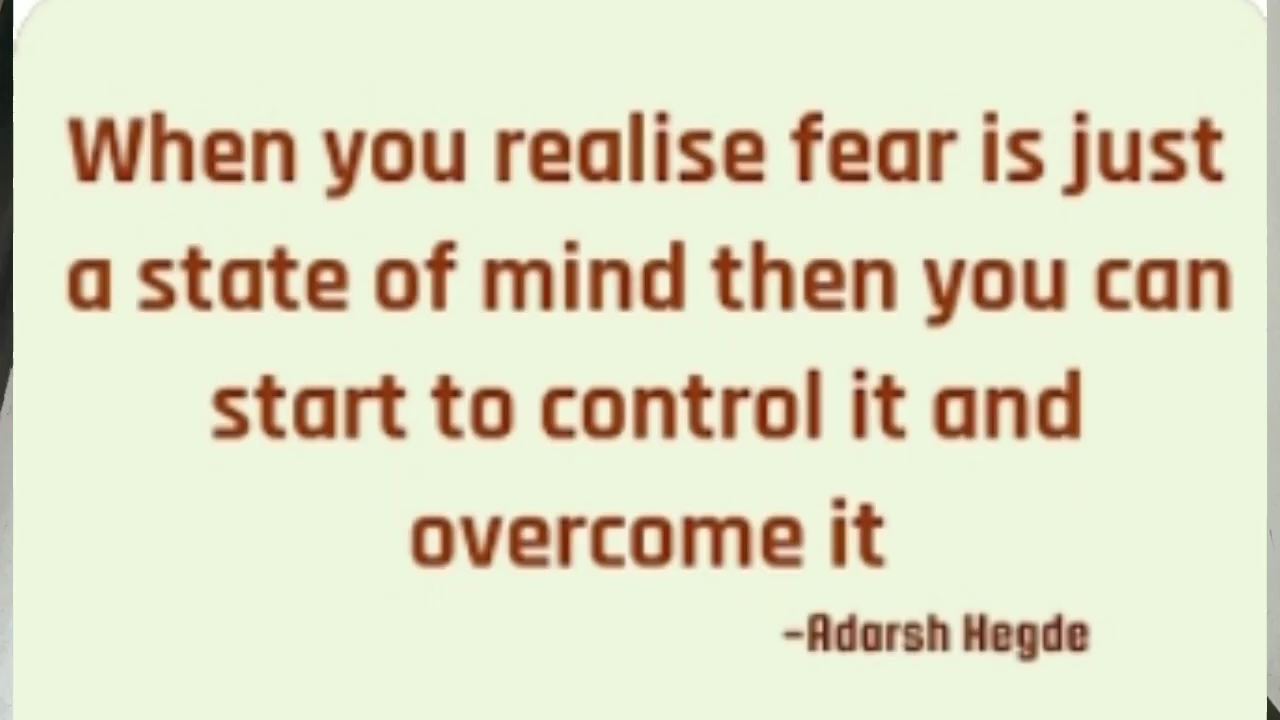 When you realise fear is just
a state of mind then you can
start to control it and
overcome it
-Adarsh Hegde